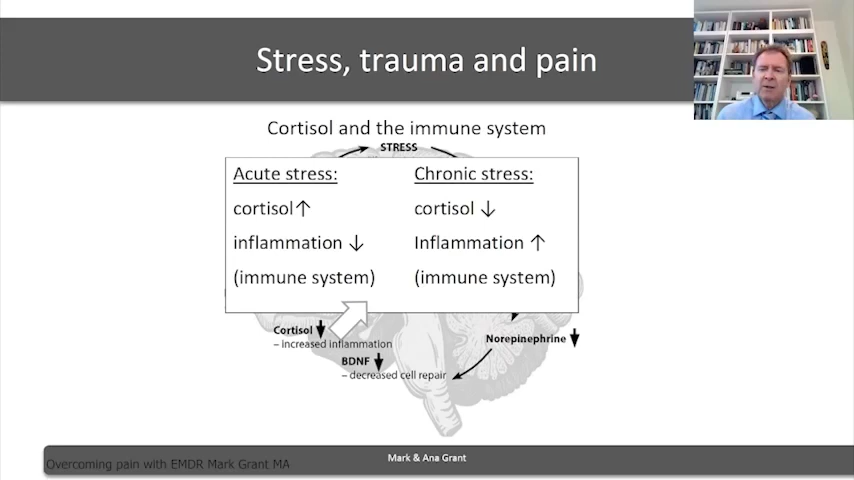 Stress, trauma and pain
Cortisol and the immune system
STRESS
Acute stress:
cortisol↑
inflammation ↓
(immune system)
Chronic stress:
cortisol ↓
Inflammation ↑
(immune system)
Cortisol
– increased inflammation
BDNF
– decreased cell repair
Norepinephrine
Mark & Ana Grant
Overcoming pain with EMDR Mark Grant MA